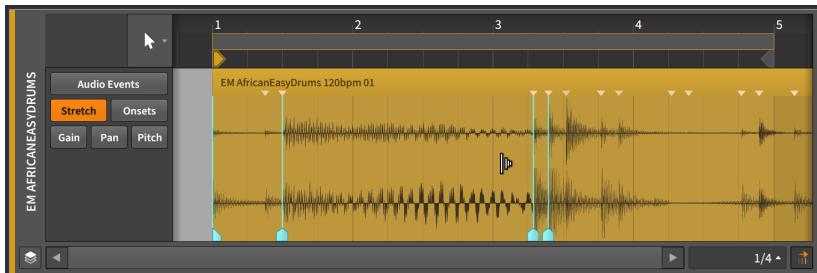 1 2 3 4 5
EM AFRICANEASYDRUMS
Audio Events
EM AfricanEasyDrums 120bpm 01
Stretch Onsets
Gain Pan Pitch
1/4